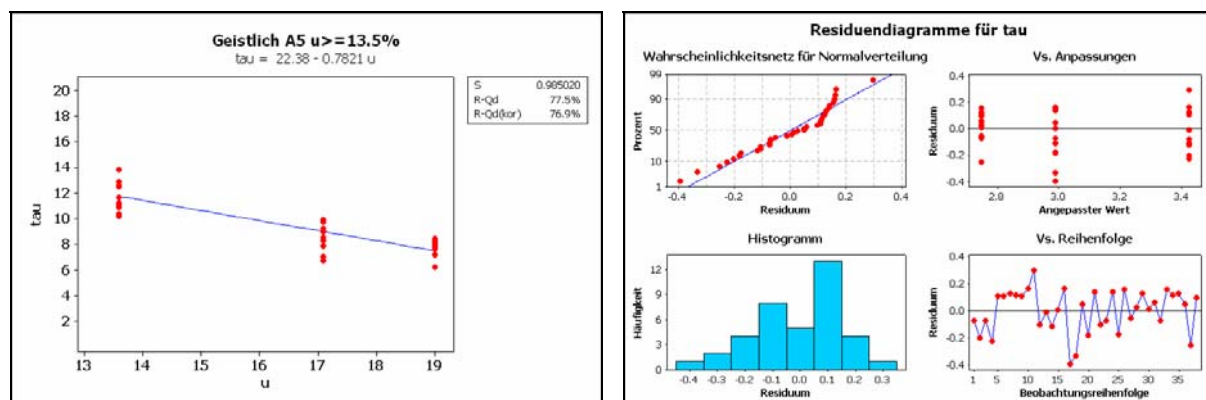 Geistlich A5 u>=13.5%
tau = 22.38 - 0.7821 u
S 0.985020
R-Qd 77.5%
R-Qd(kor) 76.9%
20
18
16
14
12
10
8
6
4
2
tau
13 14 15 16 17 18 19
u
Residuendiagramme für tau
Wahrscheinlichkeitsnetz für Normalverteilung
99
90
50
10
1
Prozent
-0.4 -0.2 0.0 0.2 0.4
Residuum
Vs. Anpassungen
0.4
0.2
0.0
-0.2
-0.4
Residuum
2.8 3.0 3.2 3.4
Angepasster Wert
Histogramm
12
9
6
3
0
Häufigkeit
-0.4 -0.3 -0.2 -0.1 0.0 0.1 0.2 0.3
Residuum
Vs. Reihenfolge
0.4
0.2
0.0
-0.2
-0.4
Residuum
1 5 10 15 20 25 30 35
Beobachtungsreihenfolge